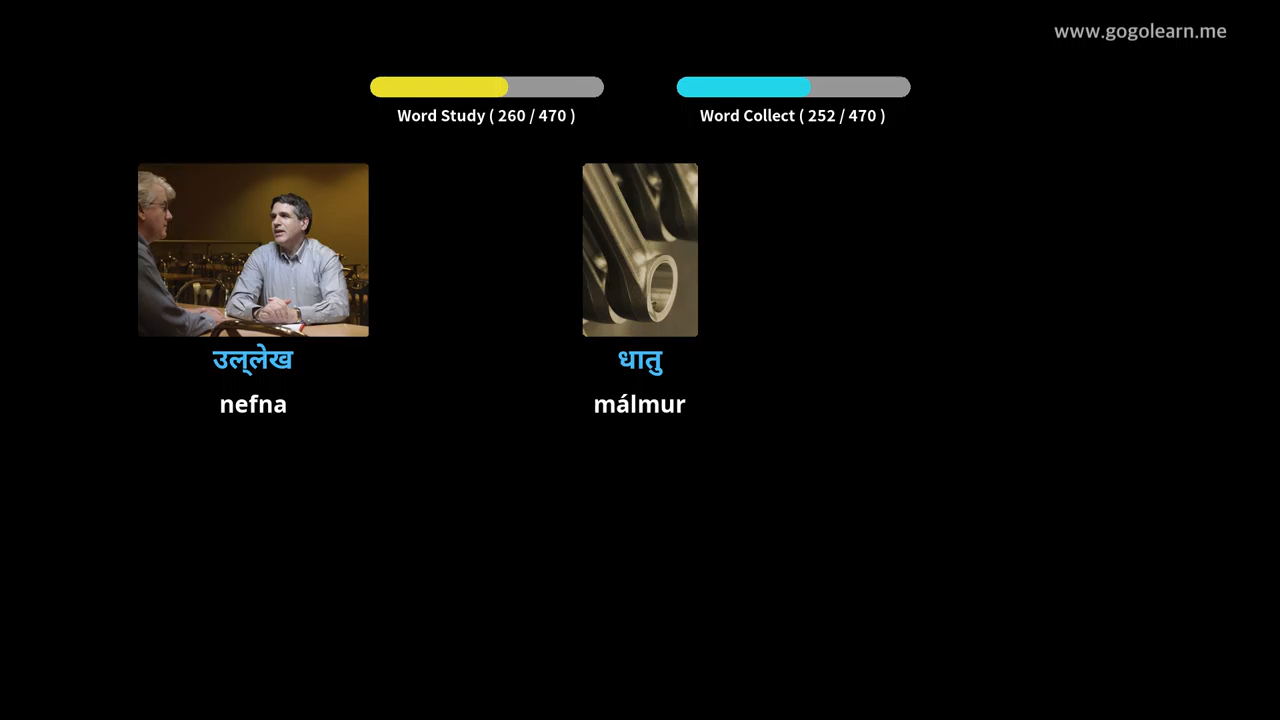 www.gogolearn.me
Word Study ( 260 / 470 )
Word Collect ( 252 / 470 )
उल्‌लेख
धातु
nefna
málmur